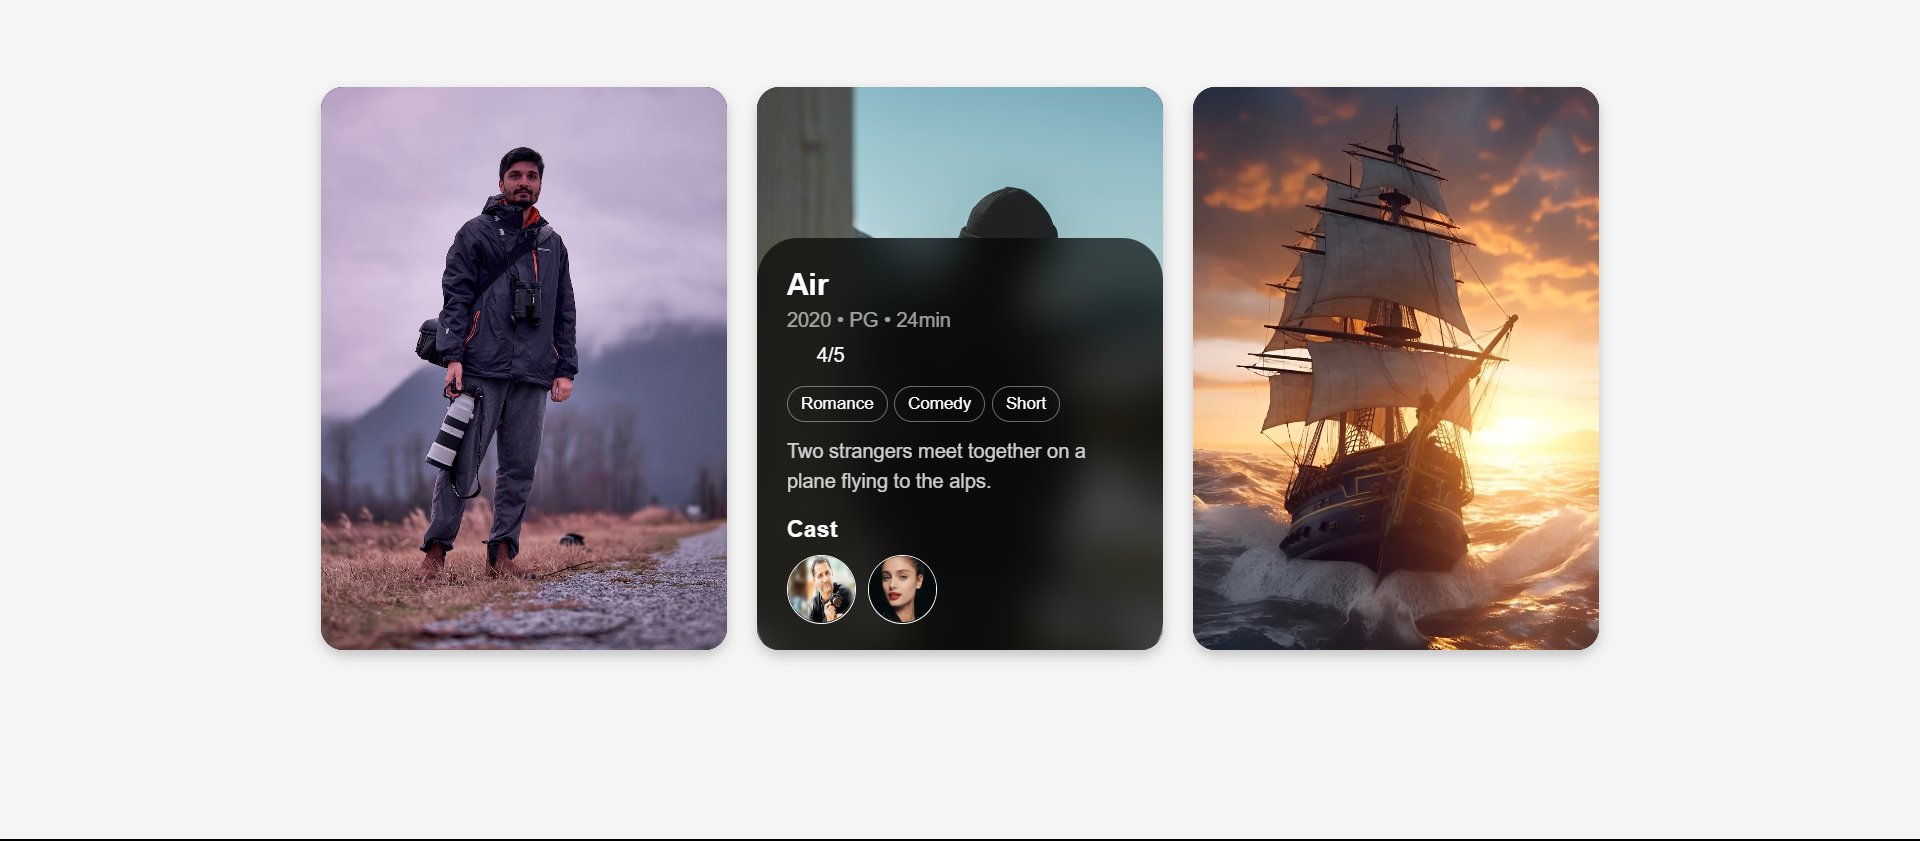 Air
2020 • PG • 24min
4/5
Romance Comedy Short
Two strangers meet together on a
plane flying to the alps.
Cast